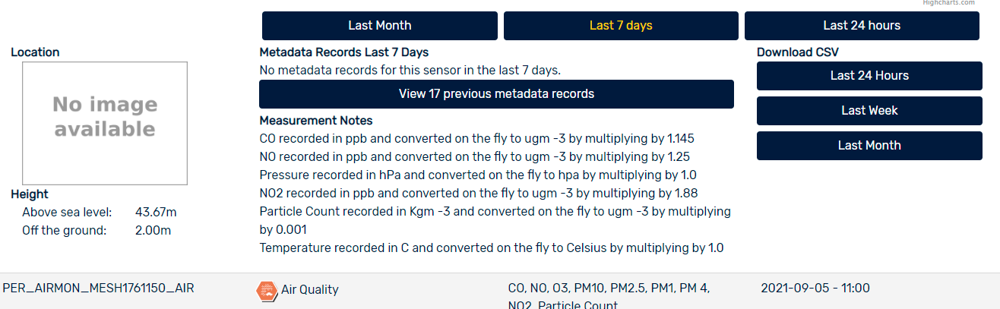 Highcharts.com
Last Month
Last 7 days
Last 24 hours
Location
No image
available
Height
Above sea level: 43.67m
Off the ground: 2.00m
Metadata Records Last 7 Days
No metadata records for this sensor in the last 7 days.
View 17 previous metadata records
Measurement Notes
CO recorded in ppb and converted on the fly to ugm -3 by multiplying by 1.145
NO recorded in ppb and converted on the fly to ugm -3 by multiplying by 1.25
Pressure recorded in hPa and converted on the fly to hpa by multiplying by 1.0
NO2 recorded in ppb and converted on the fly to ugm -3 by multiplying by 1.88
Particle Count recorded in Kgm -3 and converted on the fly to ugm -3 by multiplying
by 0.001
Temperature recorded in C and converted on the fly to Celsius by multiplying by 1.0
Download CSV
Last 24 Hours
Last Week
Last Month
PER_AIRMON_MESH1761150_AIR
Air Quality
CO, NO, O3, PM10, PM2.5, PM1, PM 4,
NO2, Particle Count
2021-09-05 - 11:00